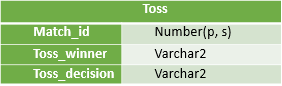 Toss
Match_id Number(p, s)
Toss_winner Varchar2
Toss_decision Varchar2